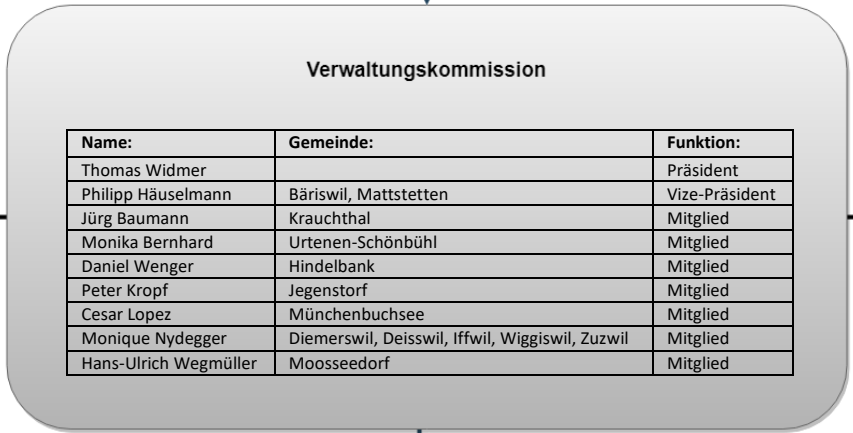 Verwaltungskommission
Name: Gemeinde: Funktion:
Thomas Widmer Präsident
Philipp Häuselmann Bäriswil, Mattstetten Vize-Präsident
Jürg Baumann Krauchthal Mitglied
Monika Bernhard Urtenen-Schönbühl Mitglied
Daniel Wenger Hindelbank Mitglied
Peter Kropf Jegenstorf Mitglied
Cesar Lopez Münchenbuchsee Mitglied
Monique Nydegger Diemerswil, Deisswil, Iffwil, Wiggiswil, Zuzwil Mitglied
Hans-Ulrich Wegmüller Moosseedorf Mitglied